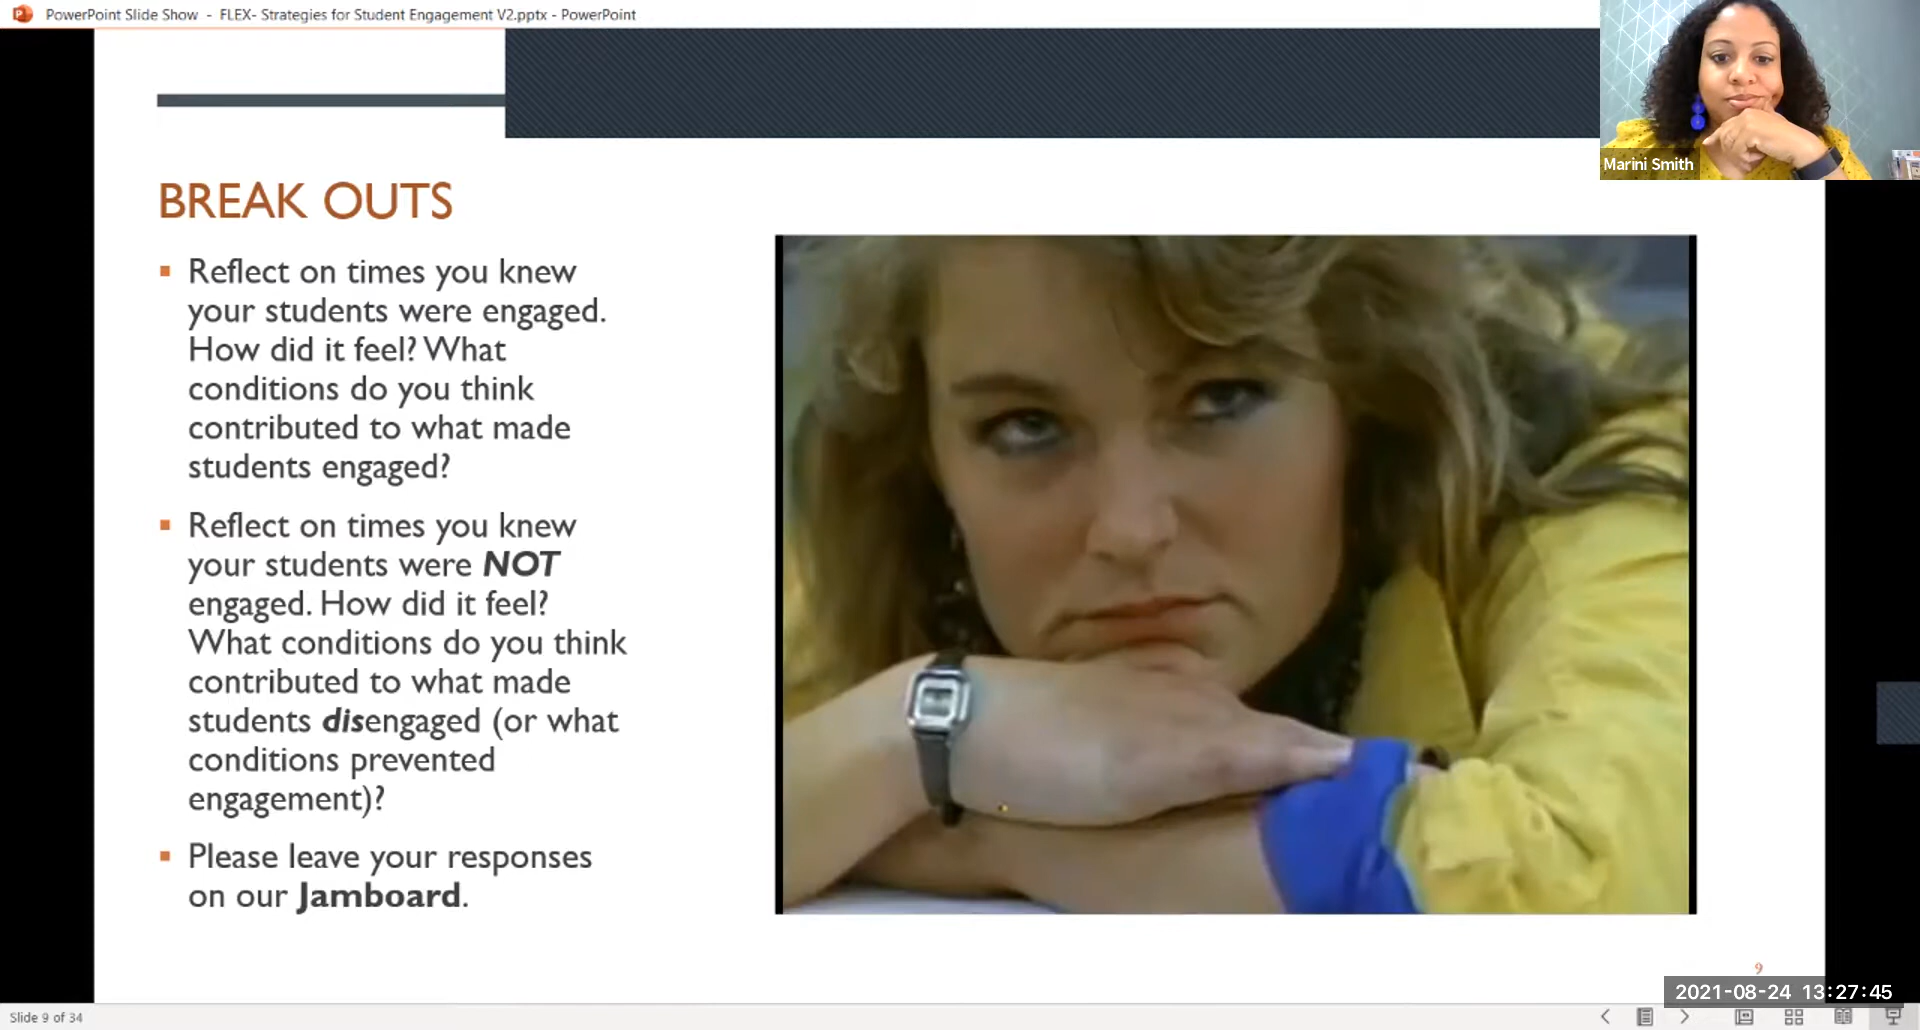 PowerPoint Slide Show - FLEX- Strategies for Student Engagement V2.pptx - PowerPoint
Marini Smith
BREAK OUTS
▪ Reflect on times you knew
your students were engaged.
How did it feel? What
conditions do you think
contributed to what made
students engaged?
▪ Reflect on times you knew
your students were NOT
engaged. How did it feel?
What conditions do you think
contributed to what made
students disengaged (or what
conditions prevented
engagement)?
▪ Please leave your responses
on our Jamboard.
9
2021-08-24 13:27:45
Slide 9 of 34